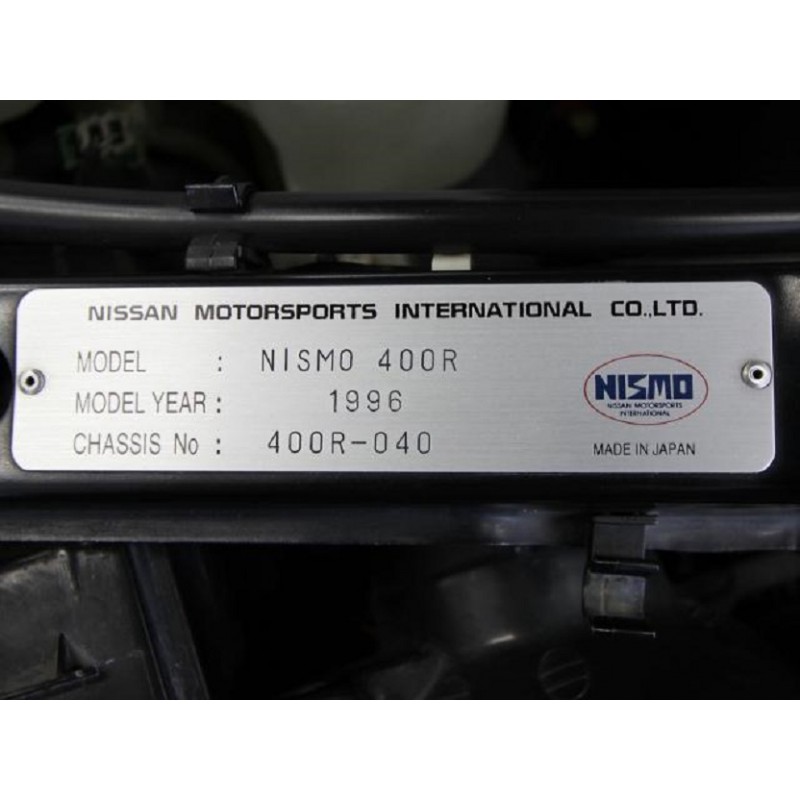 NISSAN MOTORSPORTS INTERNATIONAL CO.,LTD.
MODEL : NISMO 400R
MODEL YEAR : 1996
CHASSIS No : 400R-040
NISMO
NISSAN MOTORSPORTS
INTERNATIONAL
MADE IN JAPAN